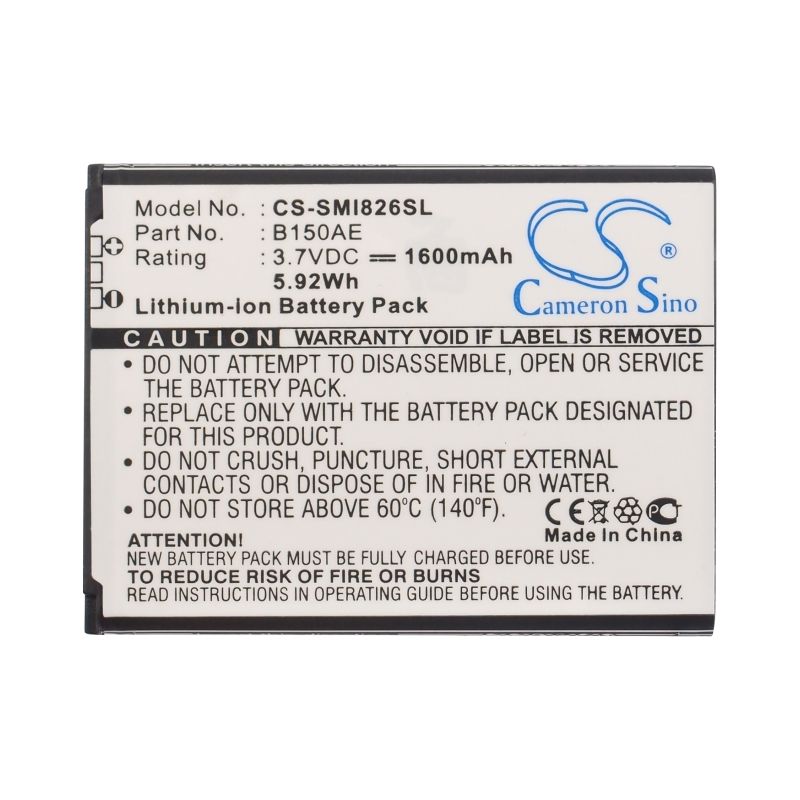 Model No. : CS-SMI826SL
Part No. : B150AE
Rating : 3.7VDC 1600mAh
5.92Wh
Lithium-ion Battery Pack
CS ®
Cameron Sino
CAUTION WARRANTY VOID IF LABEL IS REMOVED
• DO NOT ATTEMPT TO DISASSEMBLE, OPEN OR SERVICE
THE BATTERY PACK.
• REPLACE ONLY WITH THE BATTERY PACK DESIGNATED
FOR THIS PRODUCT.
• DO NOT CRUSH, PUNCTURE, SHORT EXTERNAL
CONTACTS OR DISPOSE OF IN FIRE OR WATER.
• DO NOT STORE ABOVE 60°C (140°F).
CE PC
Made In China
ATTENTION!
NEW BATTERY PACK MUST BE FULLY CHARGED BEFORE USE.
TO REDUCE RISK OF FIRE OR BURNS
READ INSTRUCTIONS IN OPERATING GUIDE BEFORE USING BATTERY.